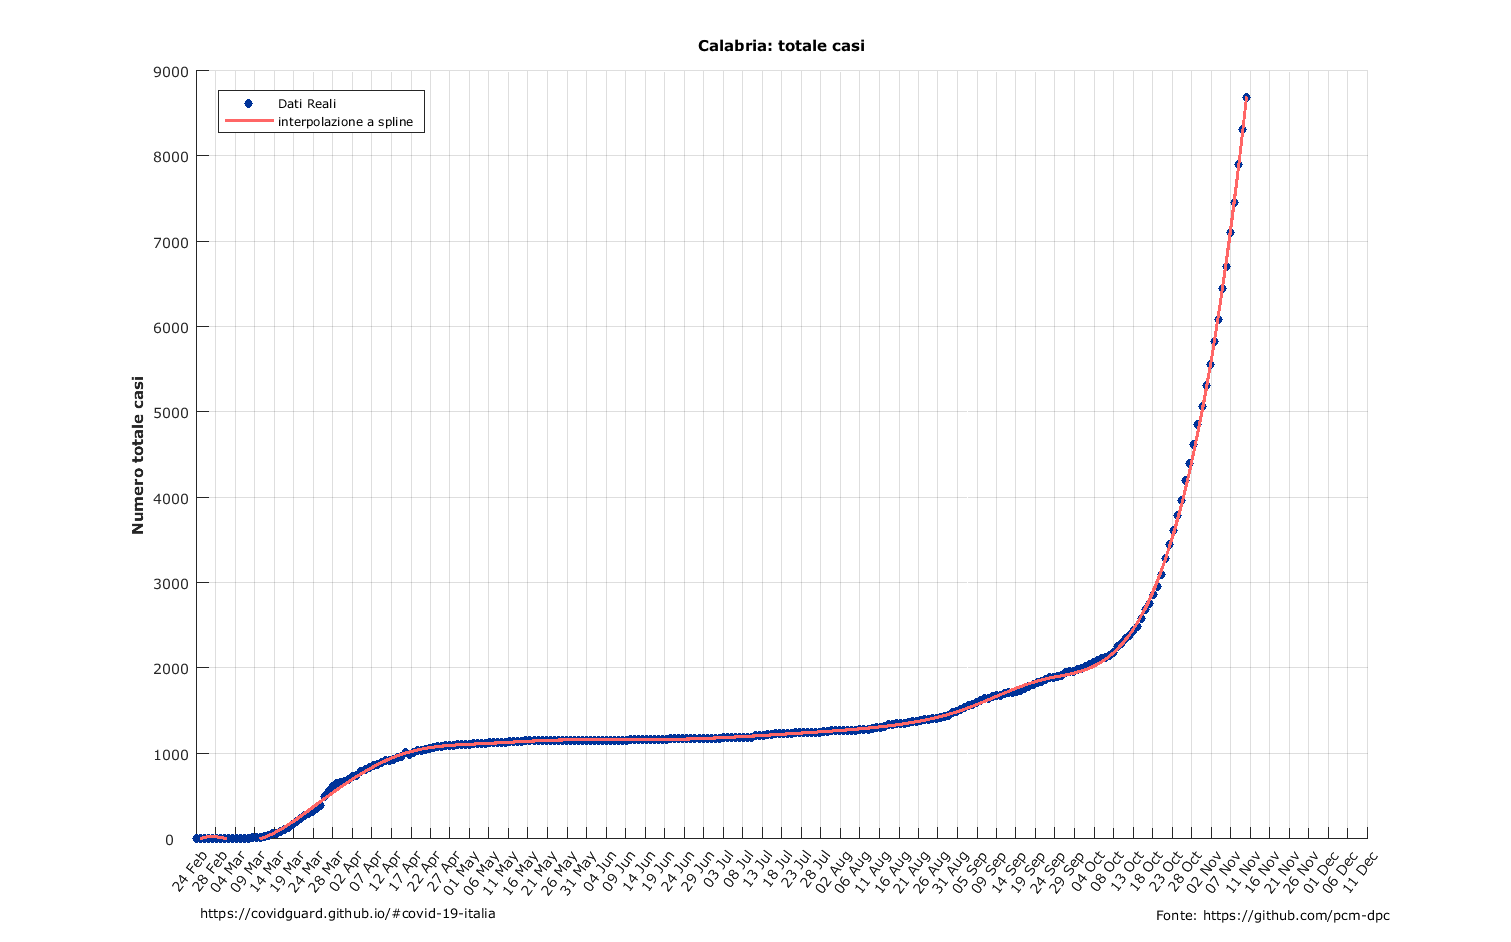 Calabria: totale casi
Dati Reali
interpolazione a spline
Numero totale casi
9000
8000
7000
6000
5000
4000
3000
2000
1000
0
24 Feb
28 Feb
04 Mar
09 Mar
14 Mar
19 Mar
24 Mar
28 Mar
02 Apr
07 Apr
12 Apr
17 Apr
22 Apr
27 Apr
01 May
06 May
11 May
16 May
21 May
26 May
31 May
04 Jun
09 Jun
14 Jun
19 Jun
24 Jun
29 Jun
03 Jul
08 Jul
13 Jul
18 Jul
23 Jul
28 Jul
02 Aug
06 Aug
11 Aug
16 Aug
21 Aug
26 Aug
31 Aug
05 Sep
09 Sep
14 Sep
19 Sep
24 Sep
29 Sep
04 Oct
08 Oct
13 Oct
18 Oct
23 Oct
28 Oct
02 Nov
07 Nov
11 Nov
16 Nov
21 Nov
26 Nov
01 Dec
06 Dec
11 Dec
https://covidguard.github.io/#covid-19-italia
Fonte: https://github.com/pcm-dpc